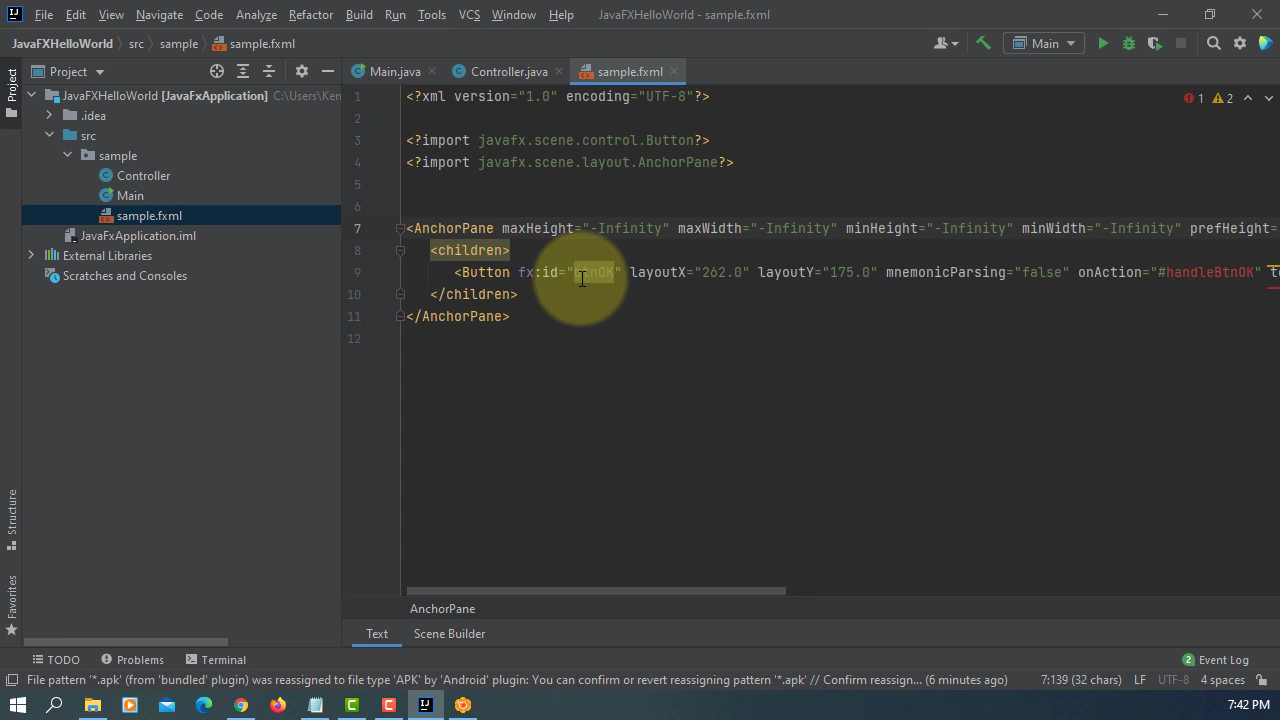 File Edit View Navigate Code Analyze Refactor Build Run Tools VCS Window Help JavaFXHelloWorld - sample.fxml
JavaFXHelloWorld src sample sample.fxml Main
Project Main.java Controller.java sample.fxml
Project
JavaFXHelloWorld [JavaFxApplication] C:\Users\Ken
.idea
src
sample
Controller
Main
sample.fxml
JavaFxApplication.iml
External Libraries
Scratches and Consoles
1 <?xml version="1.0" encoding="UTF-8"?> 1 2
2
3 <?import javafx.scene.control.Button?>
4 <?import javafx.scene.layout.AnchorPane?>
5
6
7 <AnchorPane maxHeight="-Infinity" maxWidth="-Infinity" minHeight="-Infinity" minWidth="-Infinity" prefHeight=
8 <children>
9 <Button fx:id="btnOK" layoutX="262.0" layoutY="175.0" mnemonicParsing="false" onAction="#handleBtnOK" te
10 </children>
11 </AnchorPane>
12
Structure
Favorites
AnchorPane
Text Scene Builder
TODO Problems Terminal 2 Event Log
File pattern '*.apk' (from 'bundled' plugin) was reassigned to file type 'APK' by 'Android' plugin: You can confirm or revert reassigning pattern '*.apk' // Confirm reassign... (6 minutes ago) 7:139 (32 chars) LF UTF-8 4 spaces
7:42 PM